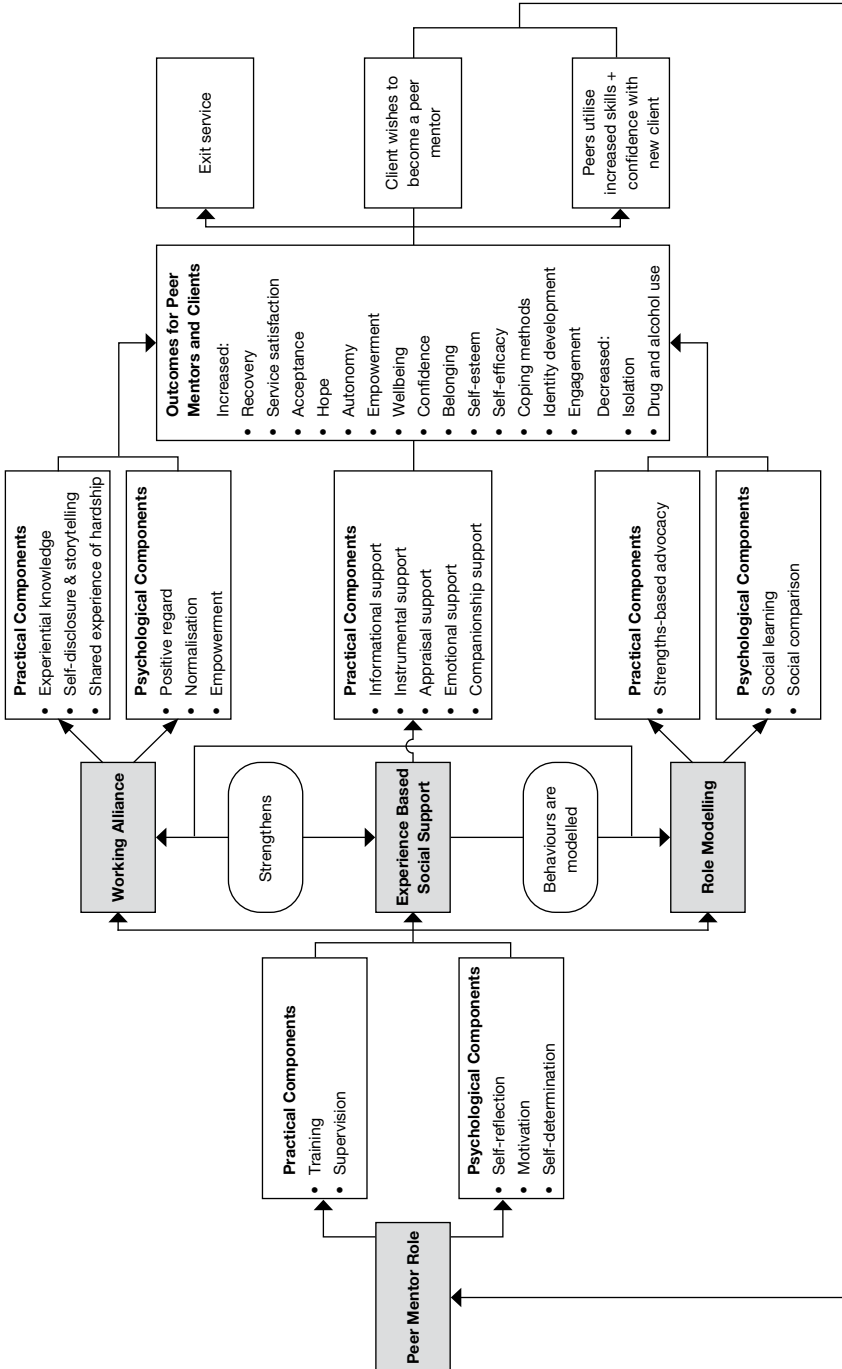 Peer Mentor Role
Practical Components
• Training
• Supervision
Psychological Components
• Self-reflection
• Motivation
• Self-determination
Working Alliance
Strengthens
Experience Based
Social Support
Behaviours are
modelled
Role Modelling
Practical Components
• Experiential knowledge
• Self-disclosure & storytelling
• Shared experience of hardship
Psychological Components
• Positive regard
• Normalisation
• Empowerment
Practical Components
• Informational support
• Instrumental support
• Appraisal support
• Emotional support
• Companionship support
Practical Components
• Strengths-based advocacy
Psychological Components
• Social learning
• Social comparison
Outcomes for Peer
Mentors and Clients
Increased:
• Recovery
• Service satisfaction
• Acceptance
• Hope
• Autonomy
• Empowerment
• Wellbeing
• Confidence
• Belonging
• Self-esteem
• Self-efficacy
• Coping methods
• Identity development
• Engagement
Decreased:
• Isolation
• Drug and alcohol use
Exit service
Client wishes to
become a peer
mentor
Peers utilise
increased skills +
confidence with
new client